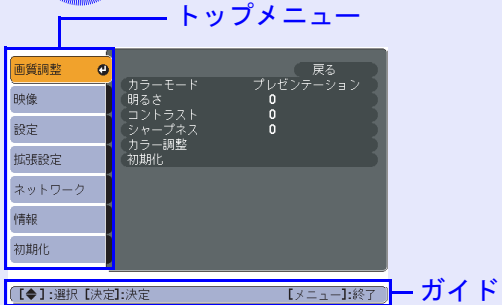 トップメニュー
画質調整
映像
設定
拡張設定
ネットワーク
情報
初期化
戻る
カラーモード プレゼンテーション
明るさ 0
コントラスト 0
シャープネス 0
カラー調整
初期化
【◆】:選択【決定】:決定 【メニュー】:終了
ガイド